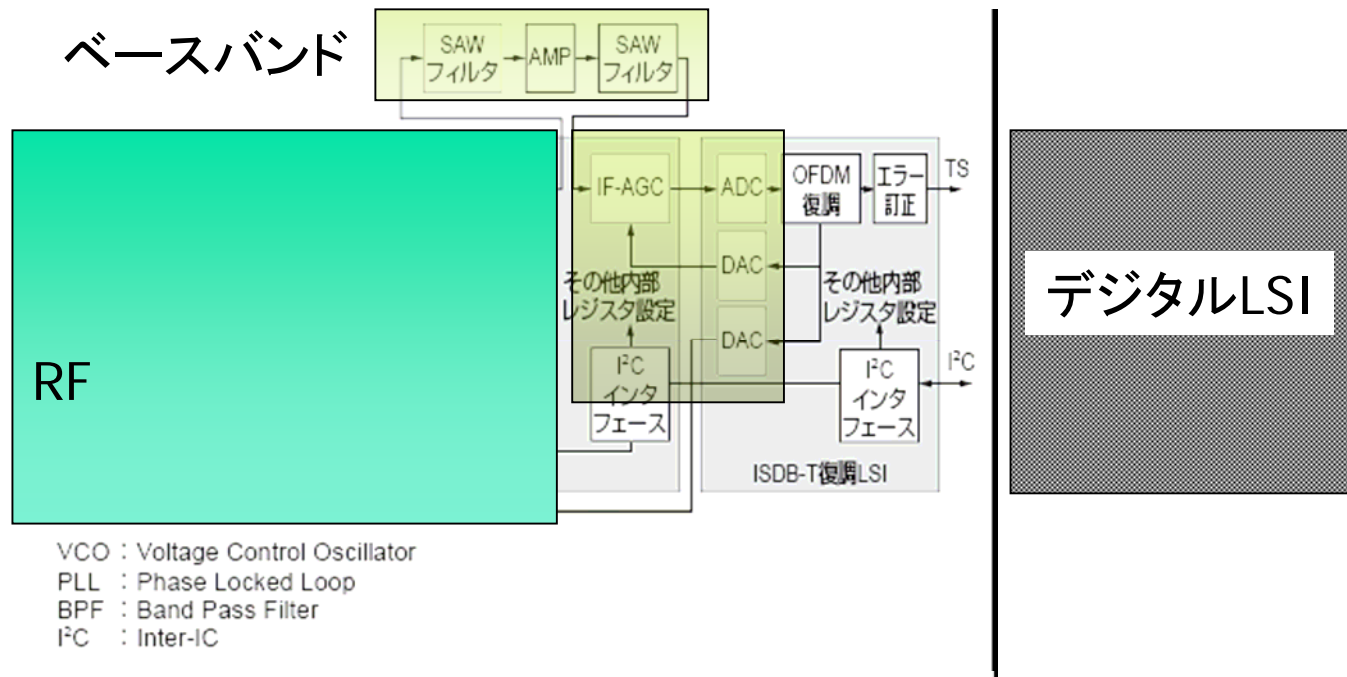 ベースバンド
SAW
フィルタ
AMP
SAW
フィルタ
IF-AGC
ADC
OFDM
復調
エラー
訂正
TS
DAC
その他内部
レジスタ設定
その他内部
レジスタ設定
DAC
I²C
インタ
フェース
I²C
インタ
フェース
I²C
ISDB-T復調LSI
RF
デジタルLSI
VCO : Voltage Control Oscillator
PLL : Phase Locked Loop
BPF : Band Pass Filter
I²C : Inter-IC